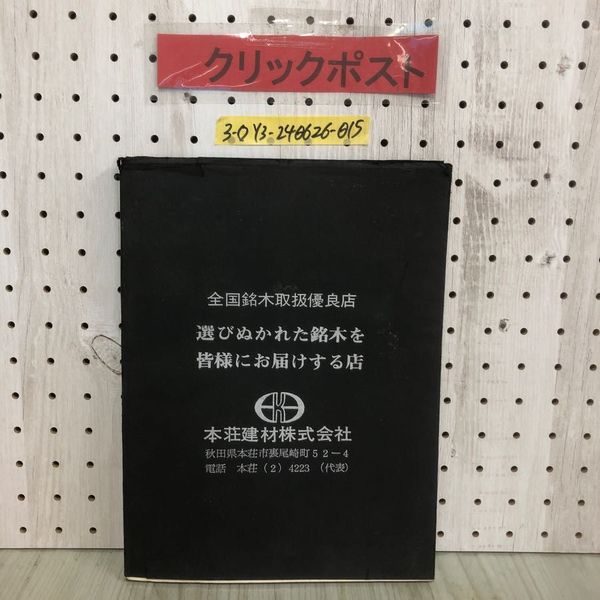 クリックポスト
3-0 Y3-240626-015
全国銘木取扱優良店
選びぬかれた銘木を
皆様にお届けする店
本荘建材株式会社
秋田県本荘市裏尾崎町52-4
電話 本荘(2)4223 (代表)